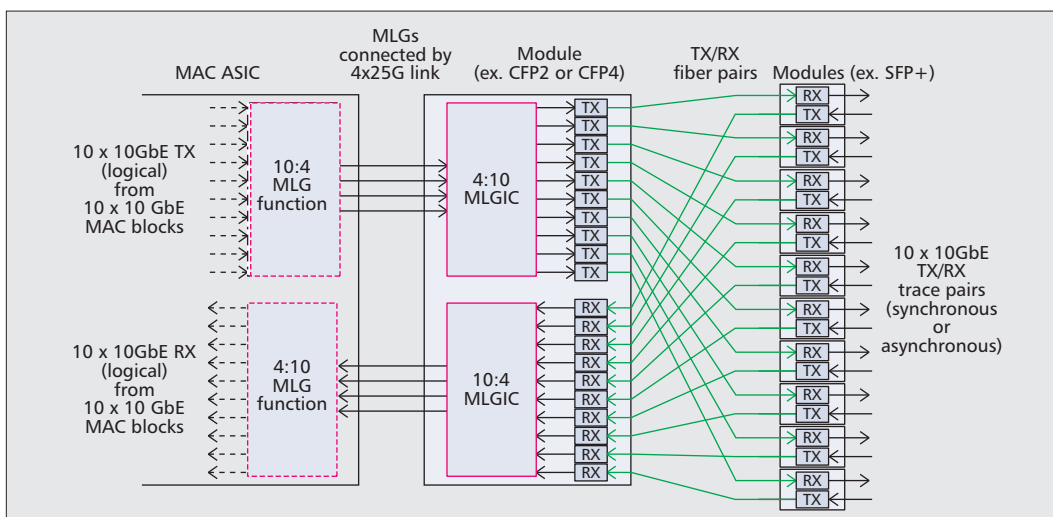 MAC ASIC
MLGs
connected by
4x25G link
Module
(ex. CFP2 or CFP4)
TX/RX
fiber pairs
Modules (ex. SFP+)
10 x 10GbE TX
(logical)
from
10 x 10 GbE
MAC blocks
10:4
MLG
function
4:10
MLGIC
TX
TX
TX
TX
TX
TX
TX
TX
TX
TX
10 x 10GbE RX
(logical)
from
10 x 10 GbE
MAC blocks
4:10
MLG
function
10:4
MLGIC
RX
RX
RX
RX
RX
RX
RX
RX
RX
RX
RX
TX
RX
TX
RX
TX
RX
TX
RX
TX
RX
TX
RX
TX
RX
TX
RX
TX
RX
TX
10 x 10GbE
TX/RX
trace pairs
(synchronous
or
asynchronous)